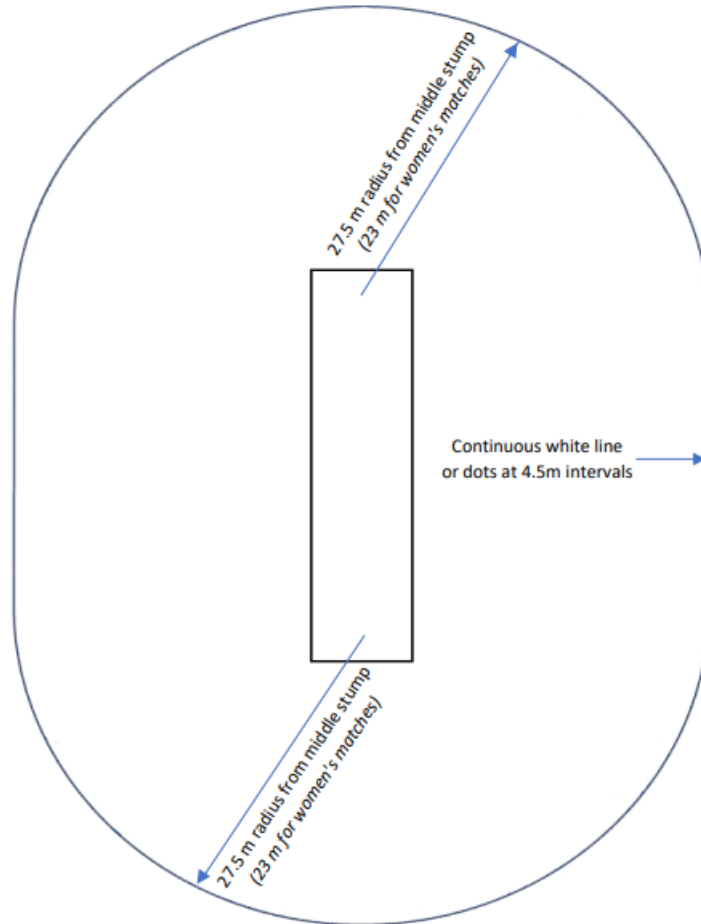 27.5 m radius from middle stump
(23 m for women's matches)
Continuous white line
or dots at 4.5m intervals
27.5 m radius from middle stump
(23 m for women's matches)